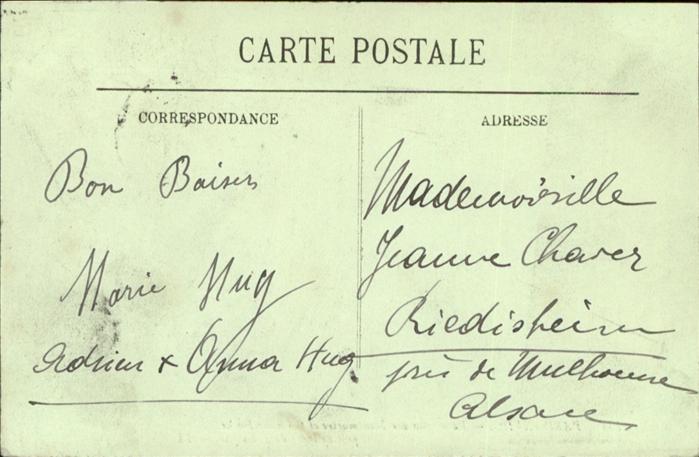 CARTE POSTALE
CORRESPONDANCE
Bon Baisers
Marie Hug
Adrien & Anna Hug
ADRESSE
Mademoiselle
Jeanne Chavez
Riedisheim
près de Mulhouse
Alsace